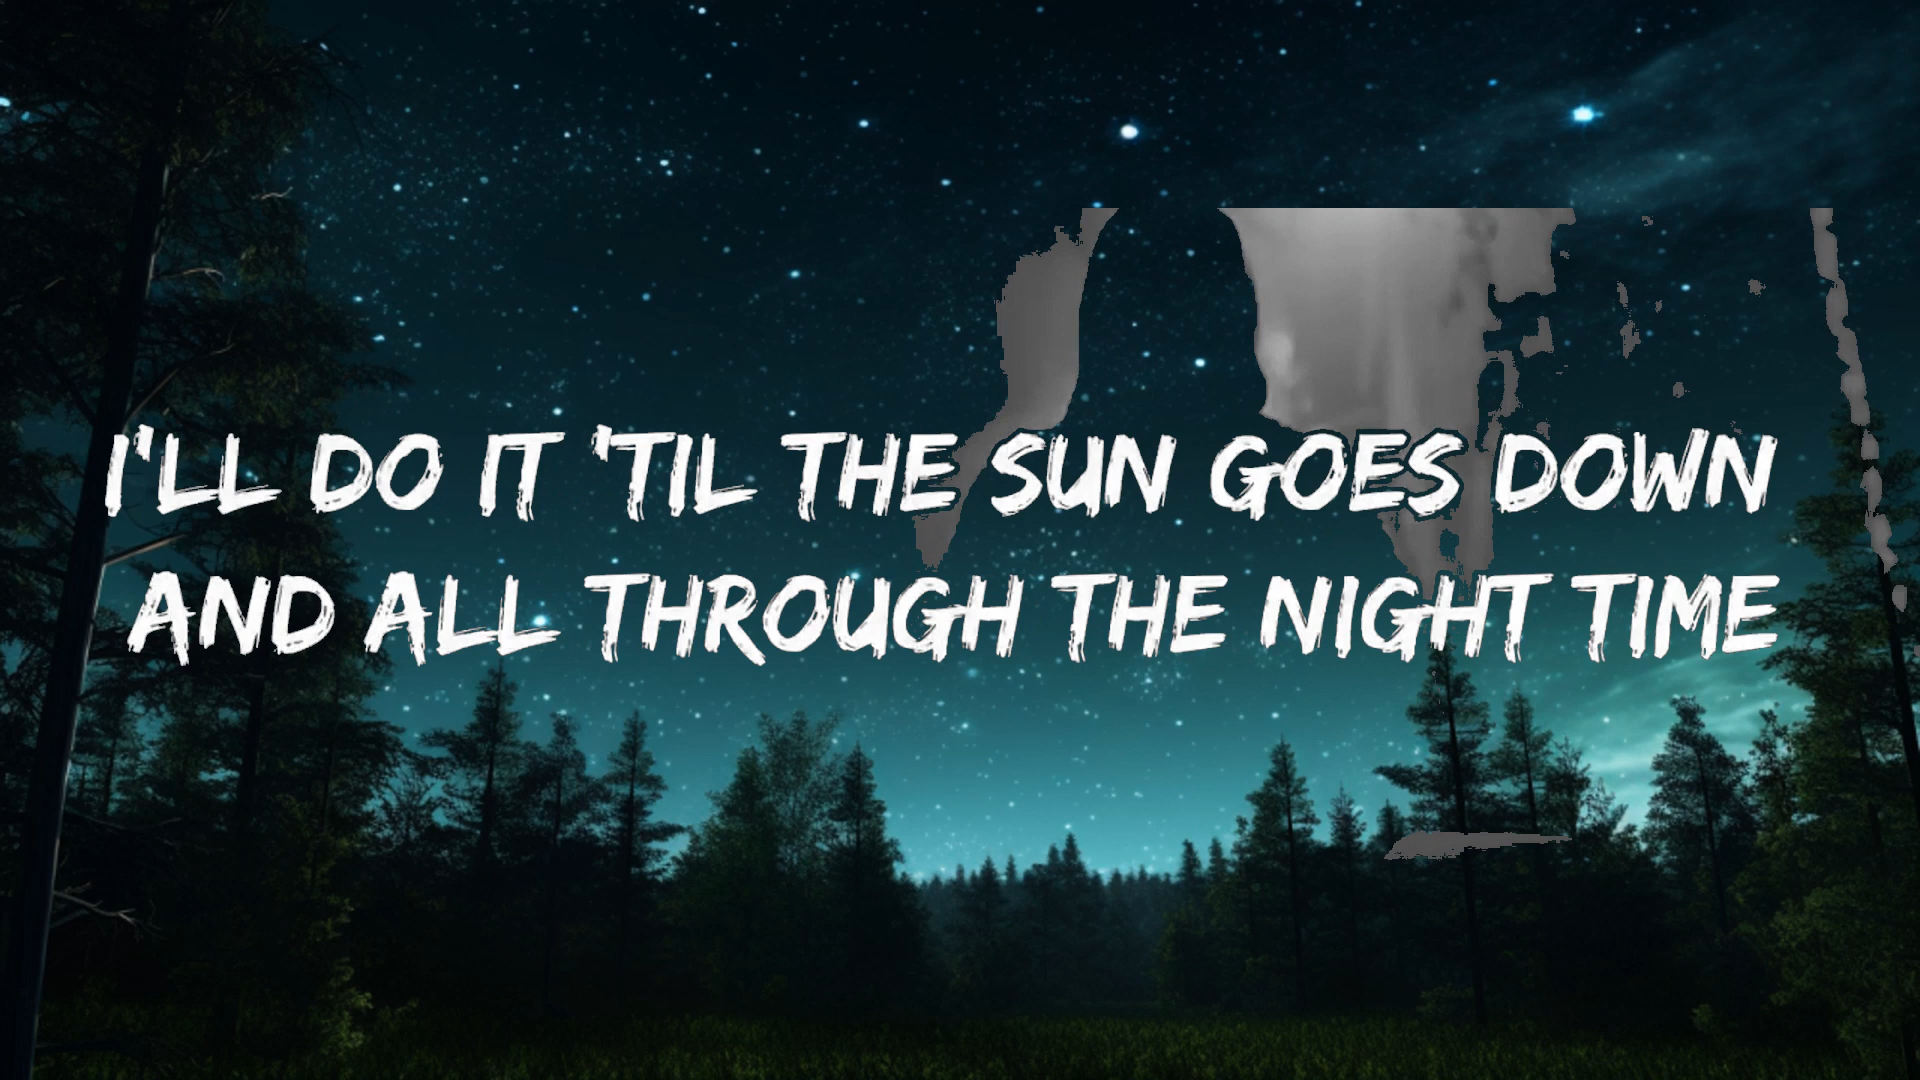 I'LL DO IT 'TIL THE SUN GOES DOWN
AND ALL THROUGH THE NIGHT TIME